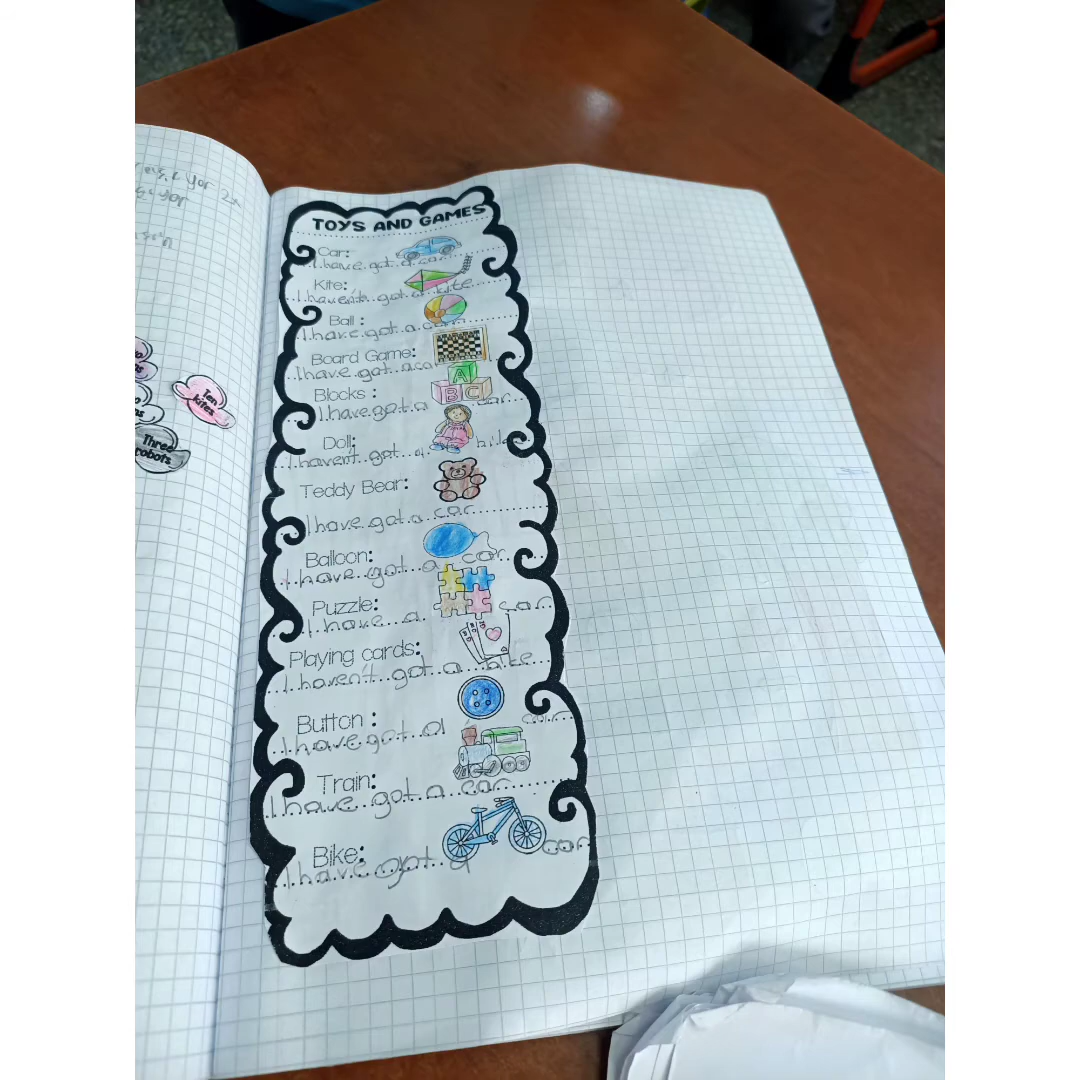 TOYS AND GAMES
Car:
I have got a car
Kite:
I haven't got a kite
Ball :
I have got a car
Board Game:
I have got a ca
A
B C
Blocks :
I have got a car
Doll:
I haven't got a
Teddy Bear:
I have got a car
Balloon:
I have got a car
Puzzle:
I have a car
Playing cards:
I haven't got a bike
Button :
I have got a car
Train:
I have got a car
Bike:
I have got a car
Ten
kites
Three
robots